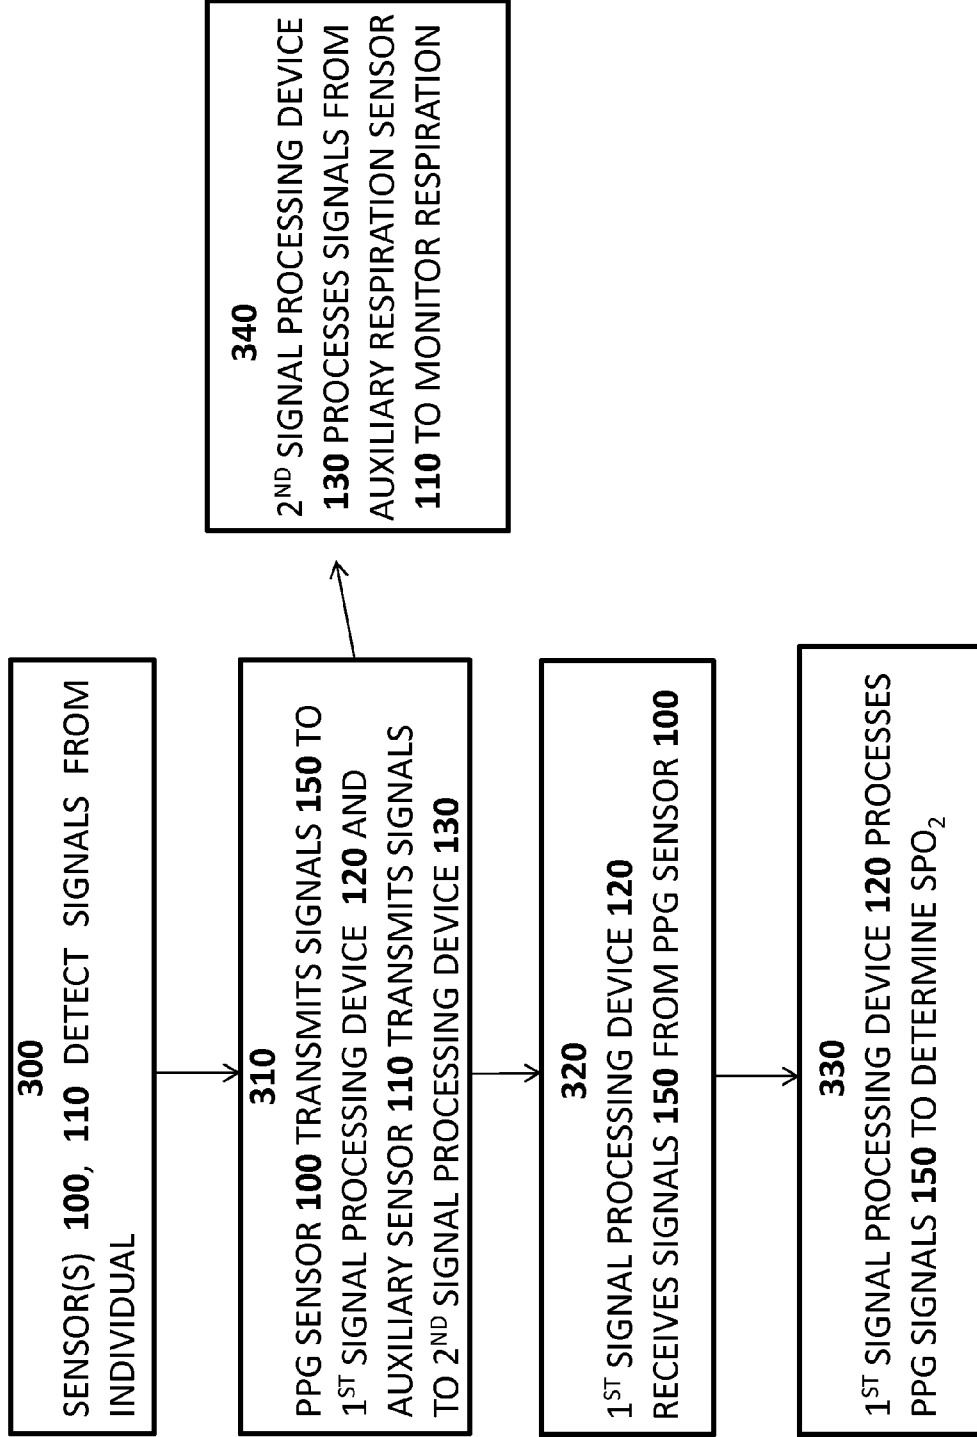 300
SENSOR(S) 100, 110 DETECT SIGNALS FROM
INDIVIDUAL
310
PPG SENSOR 100 TRANSMITS SIGNALS 150 TO
1ST SIGNAL PROCESSING DEVICE 120 AND
AUXILIARY SENSOR 110 TRANSMITS SIGNALS
TO 2ND SIGNAL PROCESSING DEVICE 130
320
1ST SIGNAL PROCESSING DEVICE 120
RECEIVES SIGNALS 150 FROM PPG SENSOR 100
330
1ST SIGNAL PROCESSING DEVICE 120 PROCESSES
PPG SIGNALS 150 TO DETERMINE SPO2
340
2ND SIGNAL PROCESSING DEVICE
130 PROCESSES SIGNALS FROM
AUXILIARY RESPIRATION SENSOR
110 TO MONITOR RESPIRATION